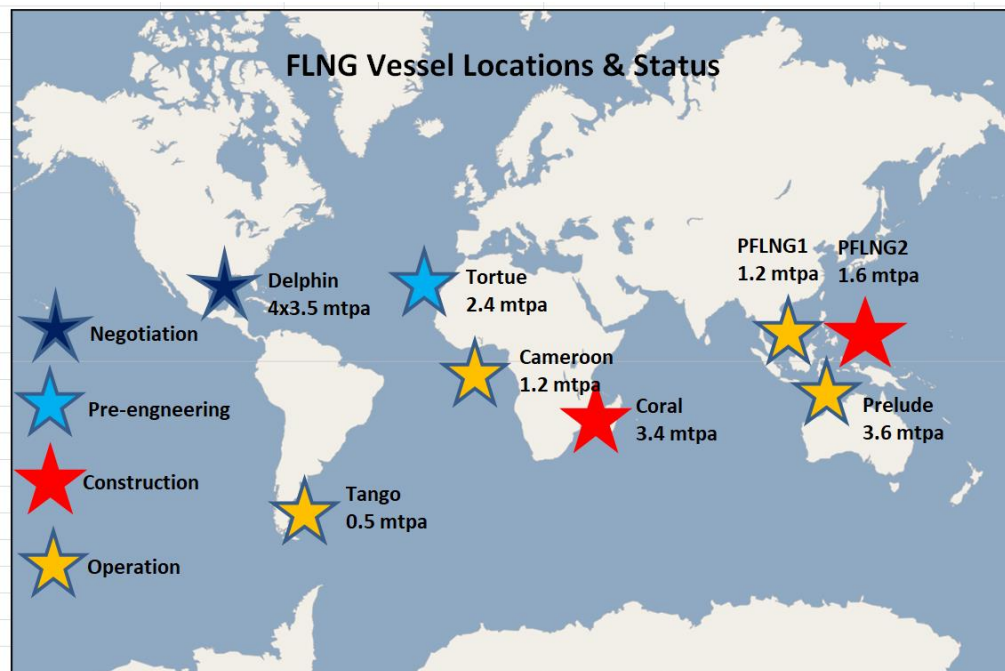 FLNG Vessel Locations & Status
Delphin
4x3.5 mtpa
Tortue
2.4 mtpa
PFLNG1
1.2 mtpa
PFLNG2
1.6 mtpa
Cameroon
1.2 mtpa
Coral
3.4 mtpa
Prelude
3.6 mtpa
Tango
0.5 mtpa
Negotiation
Pre-engneering
Construction
Operation